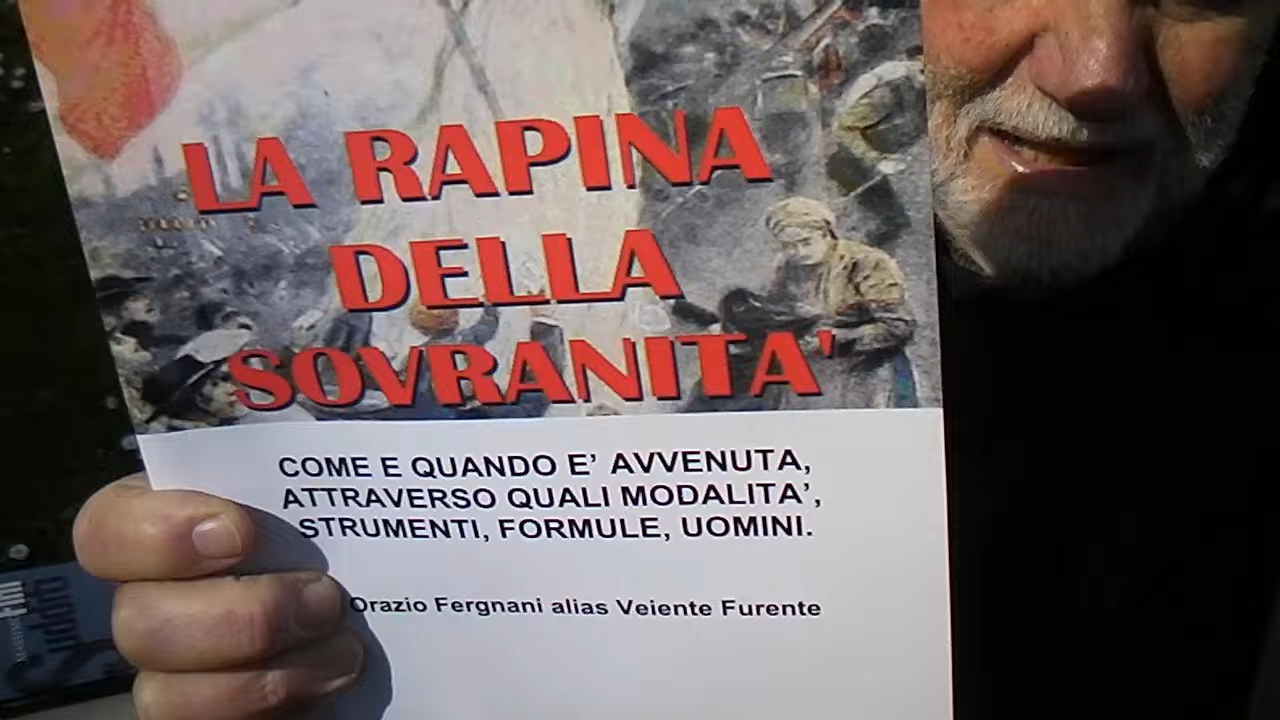 LA RAPINA
DELLA
SOVRANITA'
COME E QUANDO E' AVVENUTA,
ATTRAVERSO QUALI MODALITA',
STRUMENTI, FORMULE, UOMINI.
Orazio Fergnani alias Veiente Furente